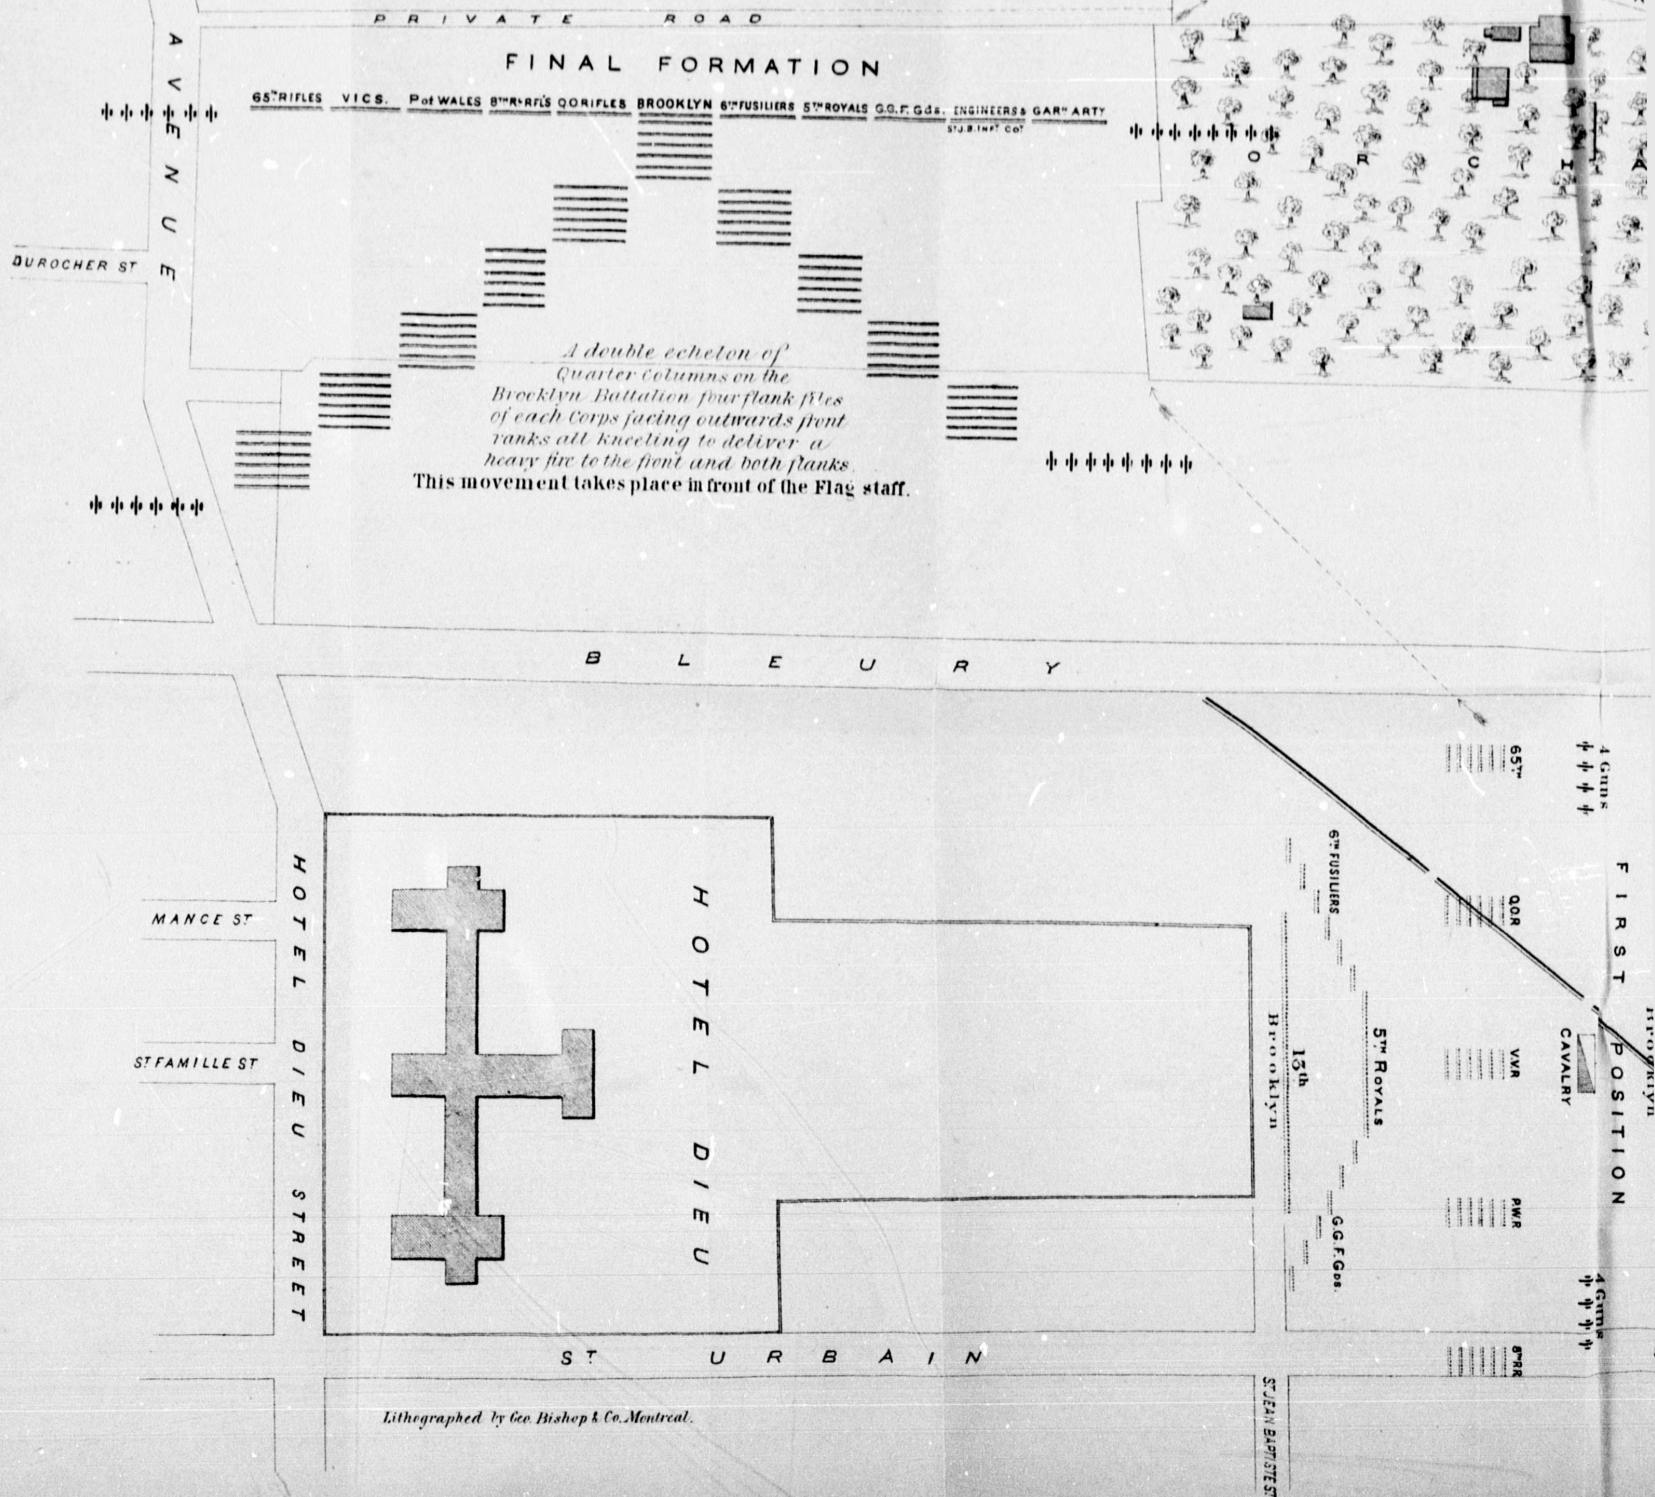 PRIVATE ROAD
AVENUE
FINAL FORMATION
65TH RIFLES VICS. P of WALES 8TH R. RFLS Q.O RIFLES BROOKLYN 6TH FUSILIERS 5TH ROYALS G.G.F. Gds. ENGINEERS & GARN ARTY
ST J.B. INFT COY
ORCHA
DUROCHER ST
A double echelon of
Quarter Columns on the
Brooklyn Battalion four flank files
of each Corps facing outwards front
ranks all kneeling to deliver a
heavy fire to the front and both flanks.
This movement takes place in front of the Flag staff.
BLEURY
65TH
4 Guns
6TH FUSILIERS
Q.O.R
FIRST POSITION
HOTEL DIEU STREET
HOTEL DIEU
MANCE ST
ST FAMILLE ST
13th
Brooklyn
5TH ROYALS
V.V.R
CAVALRY
Brooklyn
P.W.R
G.G.F. GDS.
4 Guns
8TH RR
ST URBAIN
Lithographed by Geo. Bishop & Co. Montreal.
ST JEAN BAPTISTE ST